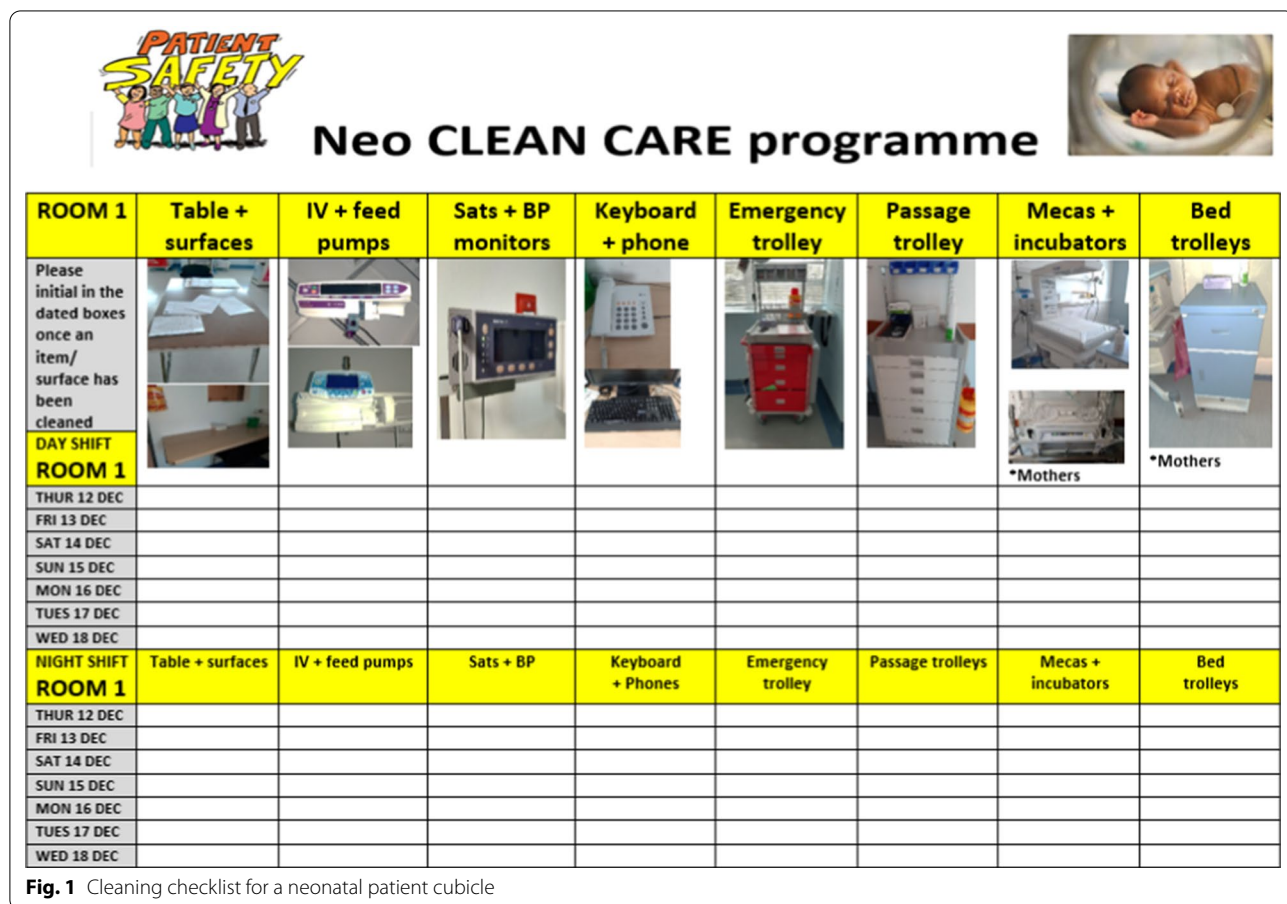 PATIENT
SAFETY
Neo CLEAN CARE programme
ROOM 1
Table +
surfaces
IV + feed
pumps
Sats + BP
monitors
Keyboard
+ phone
Emergency
trolley
Passage
trolley
Mecas +
incubators
Bed
trolleys
Please
initial in the
dated boxes
once an
item/
surface has
been
cleaned
*Mothers
*Mothers
DAY SHIFT
ROOM 1
THUR 12 DEC
FRI 13 DEC
SAT 14 DEC
SUN 15 DEC
MON 16 DEC
TUES 17 DEC
WED 18 DEC
NIGHT SHIFT
ROOM 1
Table + surfaces
IV + feed pumps
Sats + BP
Keyboard
+ Phones
Emergency
trolley
Passage trolleys
Mecas +
incubators
Bed
trolleys
THUR 12 DEC
FRI 13 DEC
SAT 14 DEC
SUN 15 DEC
MON 16 DEC
TUES 17 DEC
WED 18 DEC
Fig. 1 Cleaning checklist for a neonatal patient cubicle